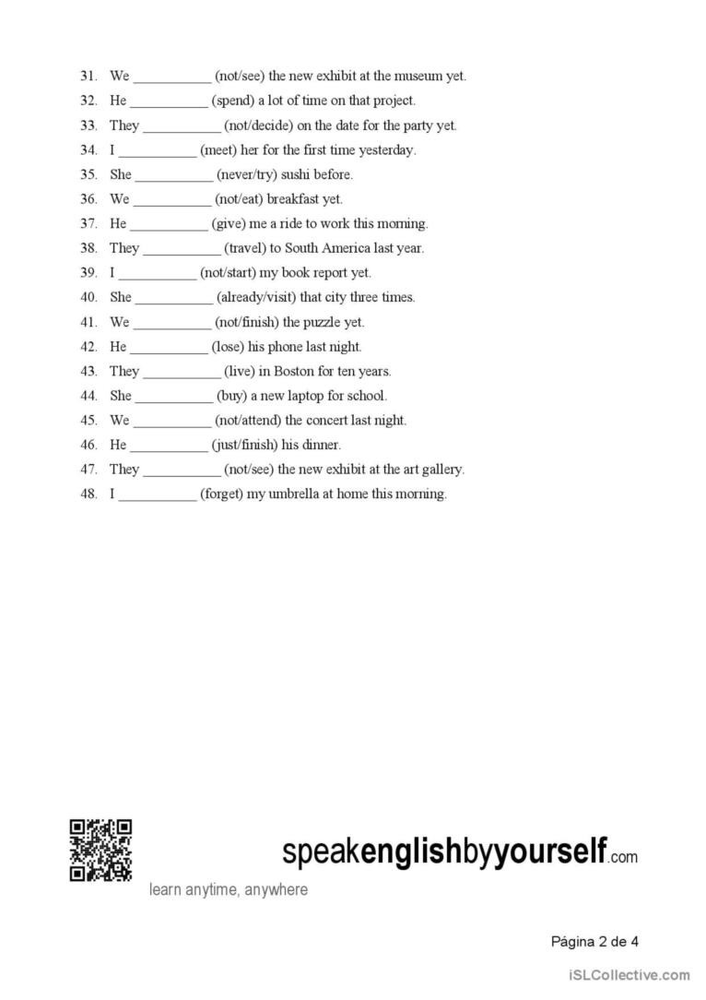 31. We ___________ (not/see) the new exhibit at the museum yet.
32. He ___________ (spend) a lot of time on that project.
33. They ___________ (not/decide) on the date for the party yet.
34. I ___________ (meet) her for the first time yesterday.
35. She ___________ (never/try) sushi before.
36. We ___________ (not/eat) breakfast yet.
37. He ___________ (give) me a ride to work this morning.
38. They ___________ (travel) to South America last year.
39. I ___________ (not/start) my book report yet.
40. She ___________ (already/visit) that city three times.
41. We ___________ (not/finish) the puzzle yet.
42. He ___________ (lose) his phone last night.
43. They ___________ (live) in Boston for ten years.
44. She ___________ (buy) a new laptop for school.
45. We ___________ (not/attend) the concert last night.
46. He ___________ (just/finish) his dinner.
47. They ___________ (not/see) the new exhibit at the art gallery.
48. I ___________ (forget) my umbrella at home this morning.
speakenglishbyyourself.com
learn anytime, anywhere
Página 2 de 4
iSLCollective.com